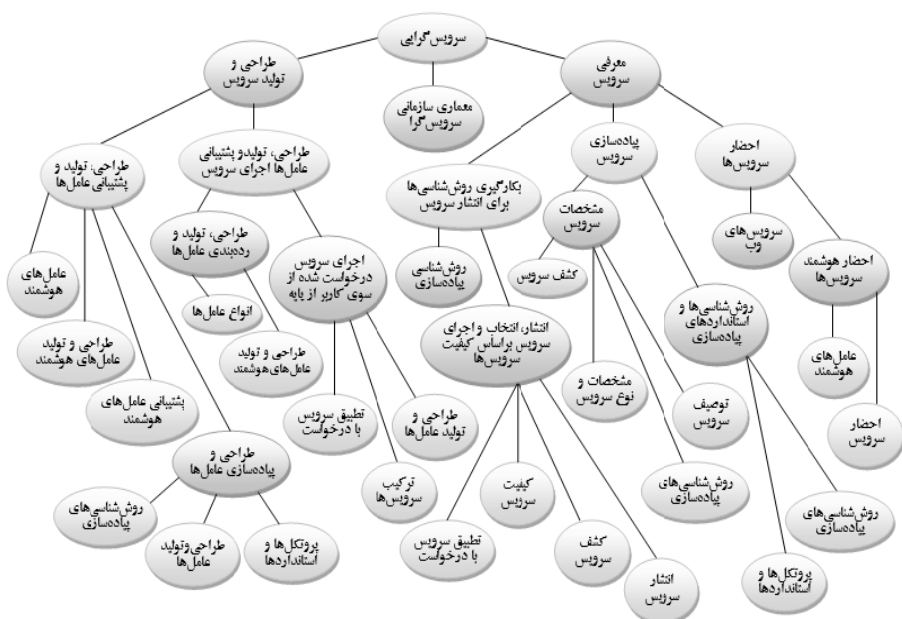 سرویس‌گرایی
طراحی و
تولید سرویس
معرفی
سرویس
معماری سازمانی
سرویس‌گرا
طراحی، تولید و
پشتیبانی عامل‌ها
طراحی، تولیدو پشتیبانی
عامل‌ها اجرای سرویس
بکارگیری روش‌شناسی‌ها
برای انتشار سرویس
پیاده‌سازی
سرویس
احضار
سرویس‌ها
عامل‌های
هوشمند
طراحی و تولید
عامل‌های هوشمند
پشتیبانی عامل‌های
هوشمند
طراحی و
پیاده‌سازی عامل‌ها
روش‌شناسی‌های
پیاده‌سازی
طراحی‌وتولید
عامل‌ها
پروتکل‌ها و
استانداردها
طراحی، تولید و
رده‌بندی عامل‌ها
انواع عامل‌ها
طراحی و تولید
عامل‌های‌هوشمند
اجرای سرویس
درخواست شده از
سوی کاربر از پایه
تطبیق سرویس
با درخواست
ترکیب
سرویس‌ها
طراحی و
تولید عامل‌ها
روش‌شناسی
پیاده‌سازی
انتشار، انتخاب و اجرای
سرویس براساس کیفیت
سرویس‌ها
تطبیق سرویس
با درخواست
کیفیت
سرویس
کشف
سرویس
انتشار
سرویس
مشخصات
سرویس
کشف سرویس
مشخصات و
نوع سرویس
روش‌شناسی‌های
پیاده‌سازی
توصیف
سرویس
روش‌شناسی‌ها و
استانداردهای
پیاده‌سازی
پروتکل‌ها و
استانداردها
روش‌شناسی‌های
پیاده‌سازی
سرویس‌های
وب
احضار هوشمند
سرویس‌ها
عامل‌های
هوشمند
احضار
سرویس